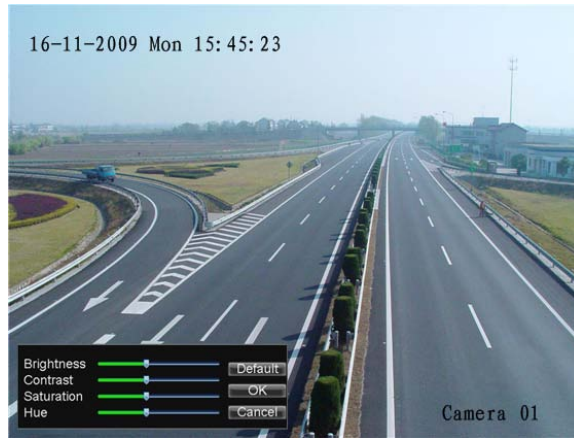 16-11-2009 Mon 15:45:23
Brightness
Default
Contrast
OK
Saturation
Hue
Cancel
Camera 01